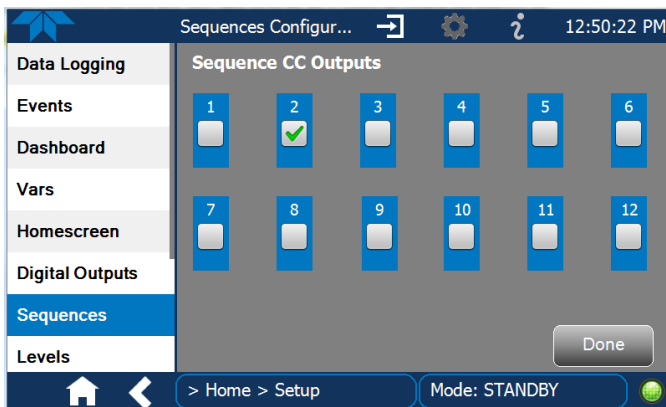 Sequences Configur... 12:50:22 PM
Data Logging
Events
Dashboard
Vars
Homescreen
Digital Outputs
Sequences
Levels
Sequence CC Outputs
1 2 3 4 5 6
7 8 9 10 11 12
Done
> Home > Setup
Mode: STANDBY